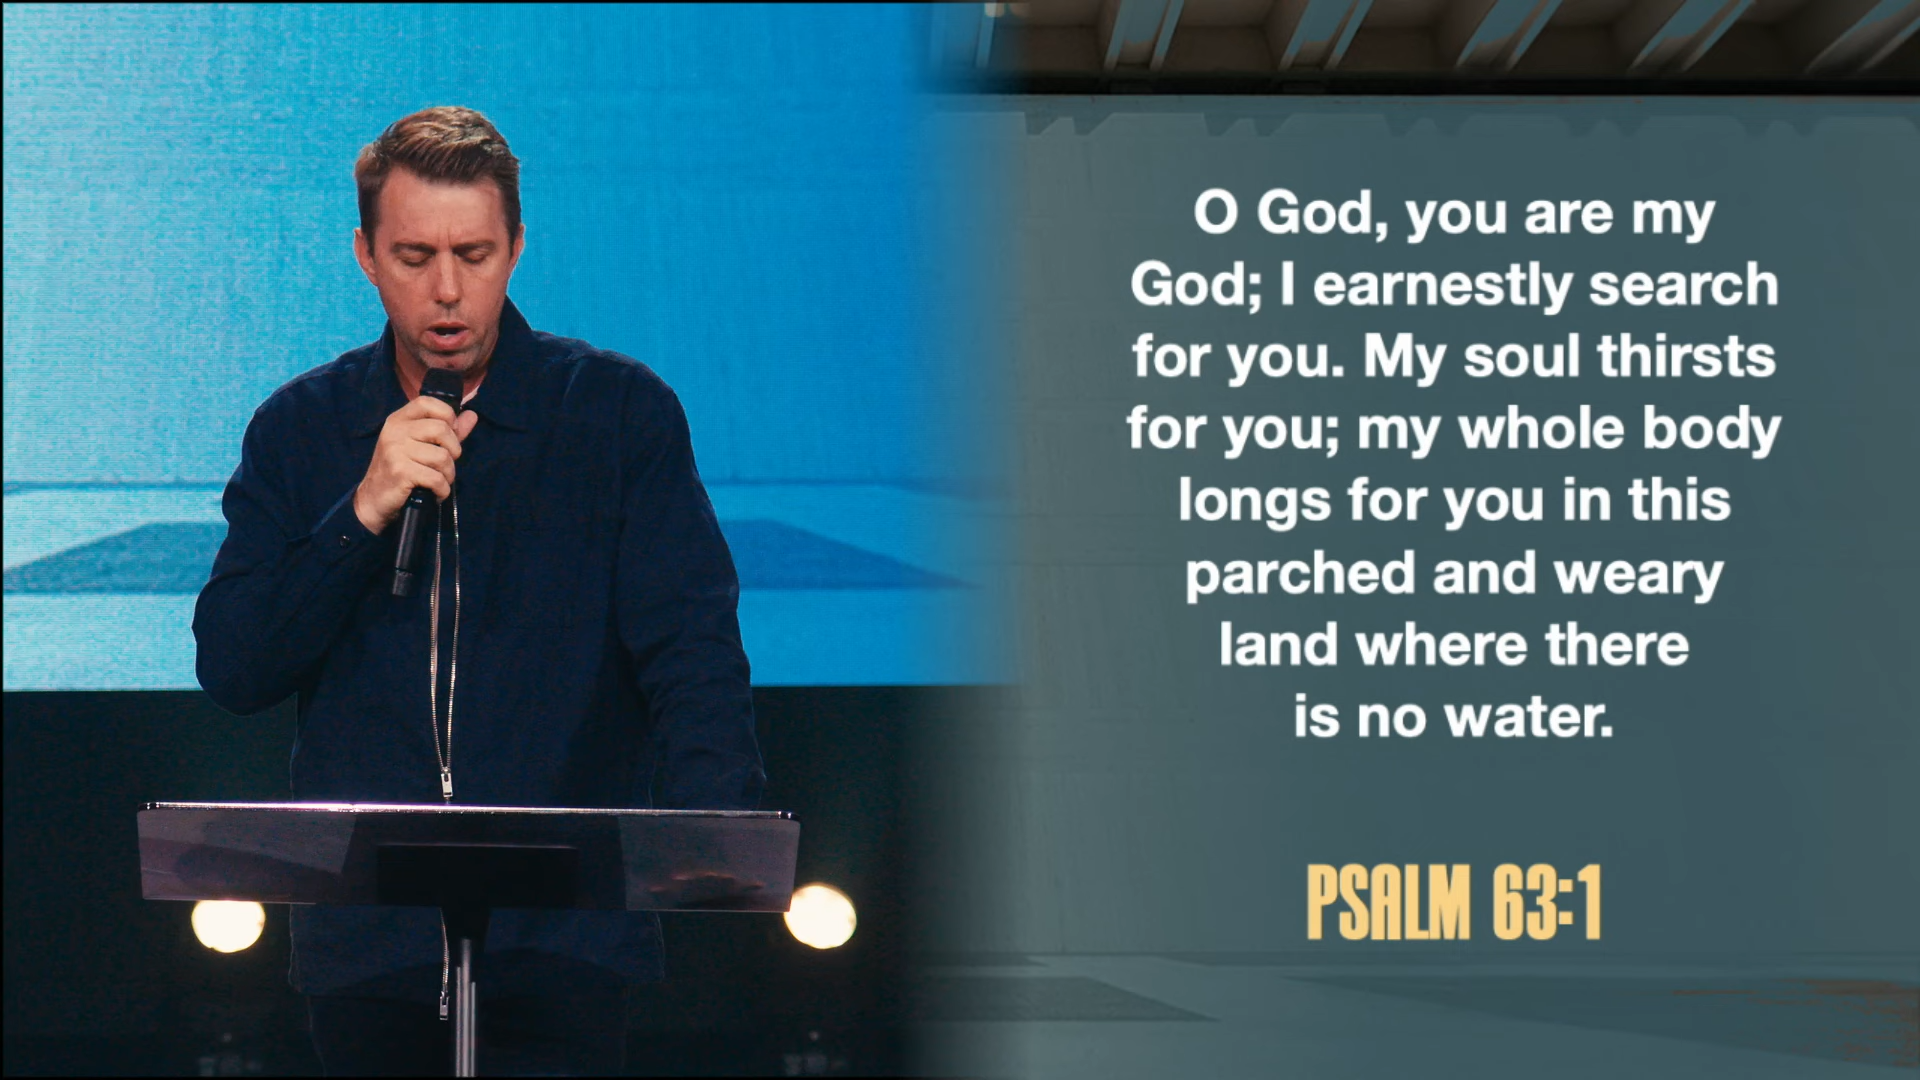 O God, you are my
God; I earnestly search
for you. My soul thirsts
for you; my whole body
longs for you in this
parched and weary
land where there
is no water.
PSALM 63:1